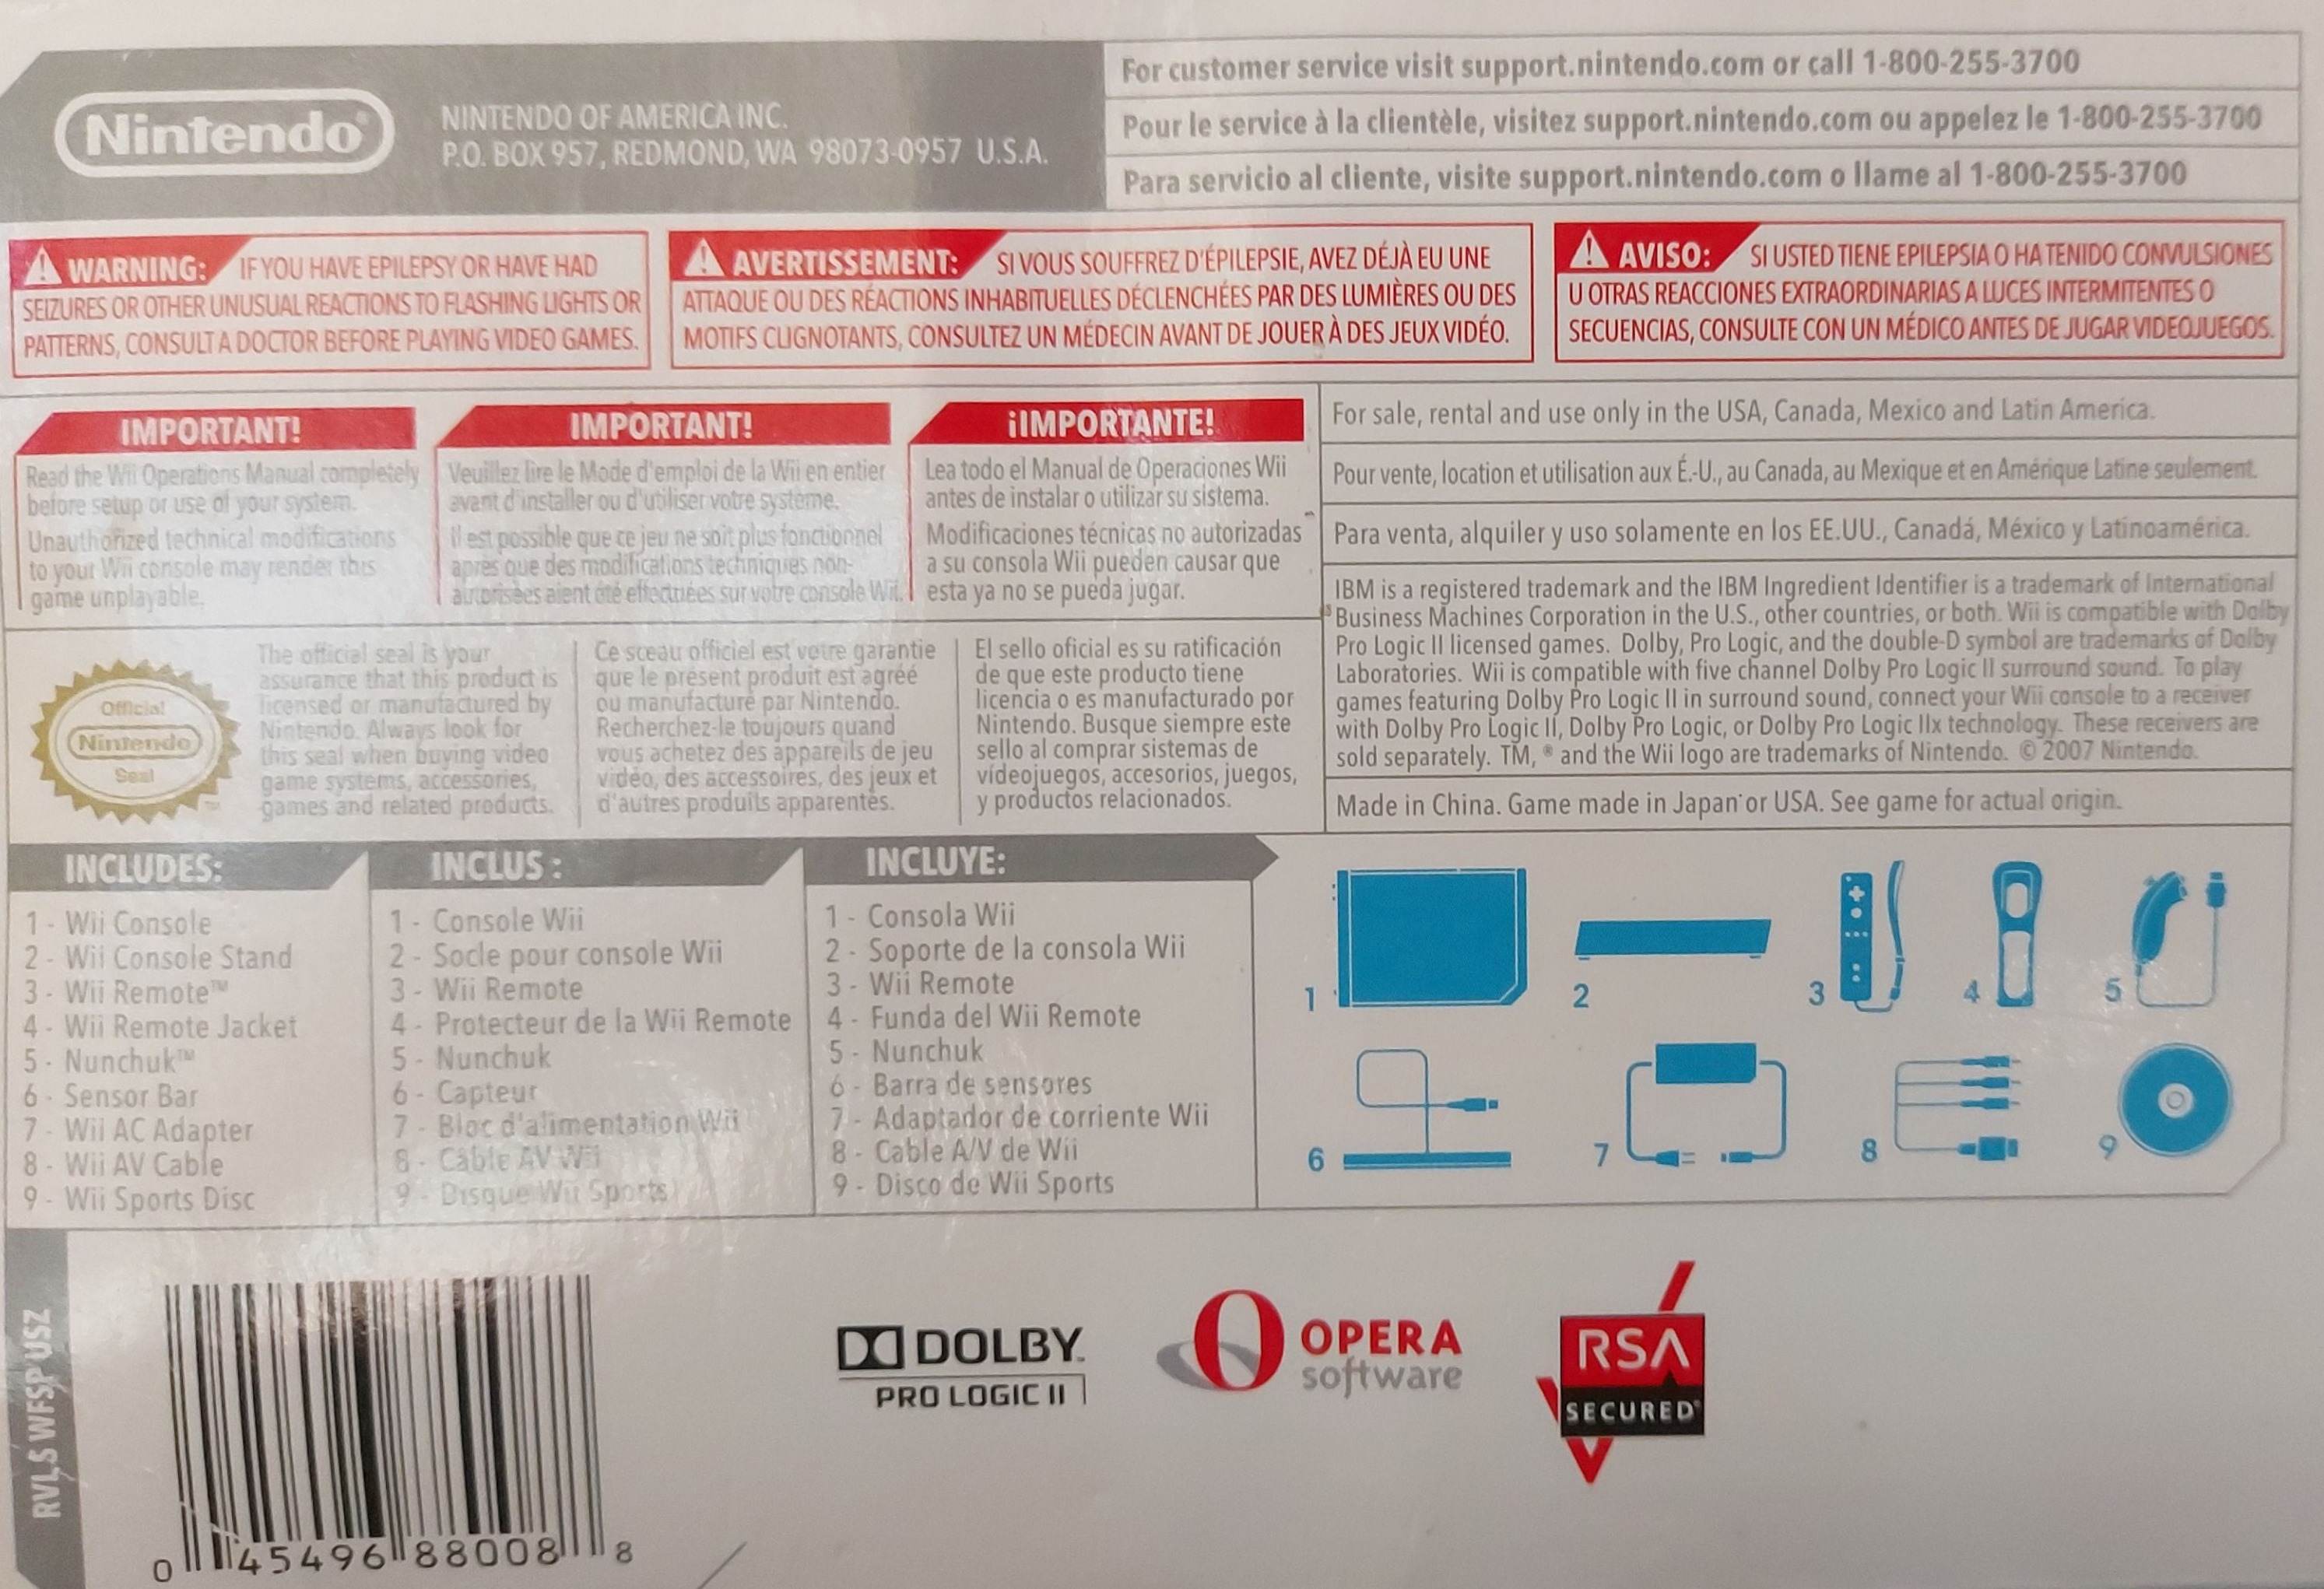 Nintendo®
NINTENDO OF AMERICA INC.
P.O. BOX 957, REDMOND, WA 98073-0957 U.S.A.
For customer service visit support.nintendo.com or call 1-800-255-3700
Pour le service à la clientèle, visitez support.nintendo.com ou appelez le 1-800-255-3700
Para servicio al cliente, visite support.nintendo.com o llame al 1-800-255-3700
WARNING: IF YOU HAVE EPILEPSY OR HAVE HAD
SEIZURES OR OTHER UNUSUAL REACTIONS TO FLASHING LIGHTS OR
PATTERNS, CONSULT A DOCTOR BEFORE PLAYING VIDEO GAMES.
AVERTISSEMENT: SI VOUS SOUFFREZ D'ÉPILEPSIE, AVEZ DÉJÀ EU UNE
ATTAQUE OU DES RÉACTIONS INHABITUELLES DÉCLENCHÉES PAR DES LUMIÈRES OU DES
MOTIFS CLIGNOTANTS, CONSULTEZ UN MÉDECIN AVANT DE JOUER À DES JEUX VIDÉO.
AVISO: SI USTED TIENE EPILEPSIA O HA TENIDO CONVULSIONES
U OTRAS REACCIONES EXTRAORDINARIAS A LUCES INTERMITENTES O
SECUENCIAS, CONSULTE CON UN MÉDICO ANTES DE JUGAR VIDEOJUEGOS.
IMPORTANT!
Read the Wii Operations Manual completely
before setup or use of your system.
Unauthorized technical modifications
to your Wii console may render this
game unplayable.
IMPORTANT!
Veuillez lire le Mode d'emploi de la Wii en entier
avant d'installer ou d'utiliser votre système.
Il est possible que ce jeu ne soit plus fonctionnel
après que des modifications techniques non-
autorisées aient été effectuées sur votre console Wii.
¡IMPORTANTE!
Lea todo el Manual de Operaciones Wii
antes de instalar o utilizar su sistema.
Modificaciones técnicas no autorizadas
a su consola Wii pueden causar que
esta ya no se pueda jugar.
For sale, rental and use only in the USA, Canada, Mexico and Latin America.
Pour vente, location et utilisation aux É.-U., au Canada, au Mexique et en Amérique Latine seulement.
Para venta, alquiler y uso solamente en los EE.UU., Canadá, México y Latinoamérica.
IBM is a registered trademark and the IBM Ingredient Identifier is a trademark of International
Business Machines Corporation in the U.S., other countries, or both. Wii is compatible with Dolby
Pro Logic II licensed games. Dolby, Pro Logic, and the double-D symbol are trademarks of Dolby
Laboratories. Wii is compatible with five channel Dolby Pro Logic II surround sound. To play
games featuring Dolby Pro Logic II in surround sound, connect your Wii console to a receiver
with Dolby Pro Logic II, Dolby Pro Logic, or Dolby Pro Logic IIx technology. These receivers are
sold separately. TM, ® and the Wii logo are trademarks of Nintendo. © 2007 Nintendo.
Made in China. Game made in Japan or USA. See game for actual origin.
Official
Nintendo
Seal
™
The official seal is your
assurance that this product is
licensed or manufactured by
Nintendo. Always look for
this seal when buying video
game systems, accessories,
games and related products.
Ce sceau officiel est votre garantie
que le présent produit est agréé
ou manufacturé par Nintendo.
Recherchez-le toujours quand
vous achetez des appareils de jeu
vidéo, des accessoires, des jeux et
d'autres produits apparentés.
El sello oficial es su ratificación
de que este producto tiene
licencia o es manufacturado por
Nintendo. Busque siempre este
sello al comprar sistemas de
videojuegos, accesorios, juegos,
y productos relacionados.
INCLUDES:
1 - Wii Console
2 - Wii Console Stand
3 - Wii Remote™
4 - Wii Remote Jacket
5 - Nunchuk™
6 - Sensor Bar
7 - Wii AC Adapter
8 - Wii AV Cable
9 - Wii Sports Disc
INCLUS :
1 - Console Wii
2 - Socle pour console Wii
3 - Wii Remote
4 - Protecteur de la Wii Remote
5 - Nunchuk
6 - Capteur
7 - Bloc d'alimentation Wii
8 - Câble AV Wii
9 - Disque Wii Sports
INCLUYE:
1 - Consola Wii
2 - Soporte de la consola Wii
3 - Wii Remote
4 - Funda del Wii Remote
5 - Nunchuk
6 - Barra de sensores
7 - Adaptador de corriente Wii
8 - Cable A/V de Wii
9 - Disco de Wii Sports
1 2 3 4 5
6 7 8 9
RVLS WFSP USZ
0 45496 88008 8
DOLBY
PRO LOGIC II
OPERA
software
RSA
SECURED®